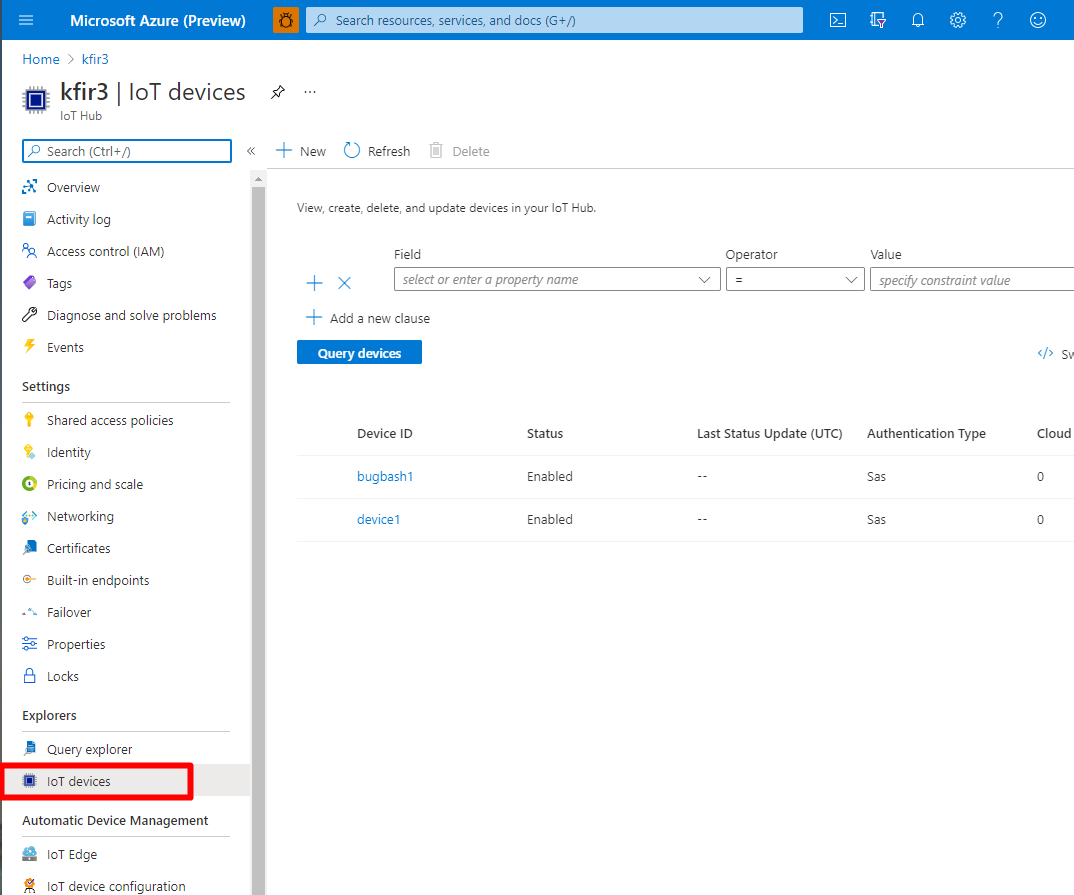 Microsoft Azure (Preview)
Search resources, services, and docs (G+/)
Home > kfir3
kfir3 | IoT devices
...
IoT Hub
Search (Ctrl+/)
«
New
Refresh
Delete
Overview
Activity log
Access control (IAM)
Tags
Diagnose and solve problems
Events
Settings
Shared access policies
Identity
Pricing and scale
Networking
Certificates
Built-in endpoints
Failover
Properties
Locks
Explorers
Query explorer
IoT devices
Automatic Device Management
IoT Edge
IoT device configuration
View, create, delete, and update devices in your IoT Hub.
Field Operator Value
select or enter a property name = specify constraint value
Add a new clause
Query devices
</> Sw
Device ID Status Last Status Update (UTC) Authentication Type Cloud
bugbash1 Enabled -- Sas 0
device1 Enabled -- Sas 0